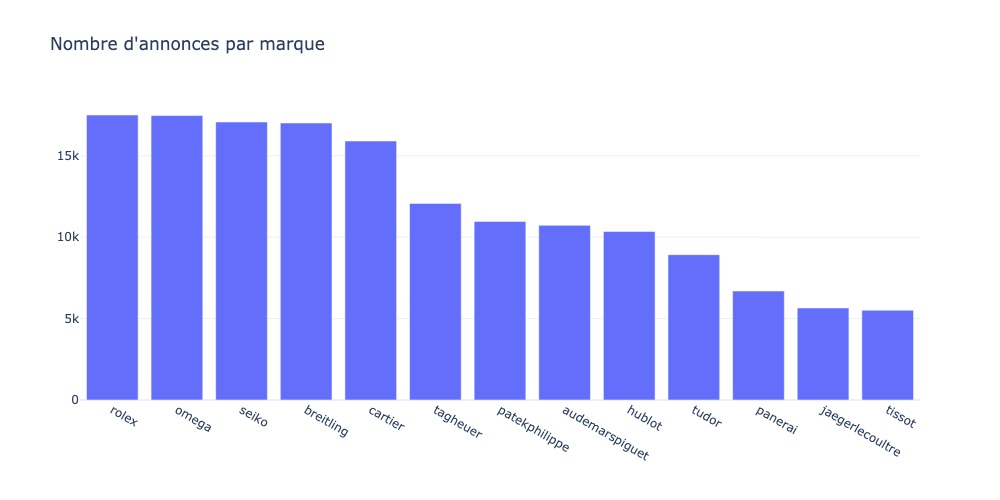 Nombre d'annonces par marque
15k
10k
5k
0
rolex
omega
seiko
breitling
cartier
tagheuer
patekphilippe
audemarspiguet
hublot
tudor
panerai
jaegerlecoultre
tissot